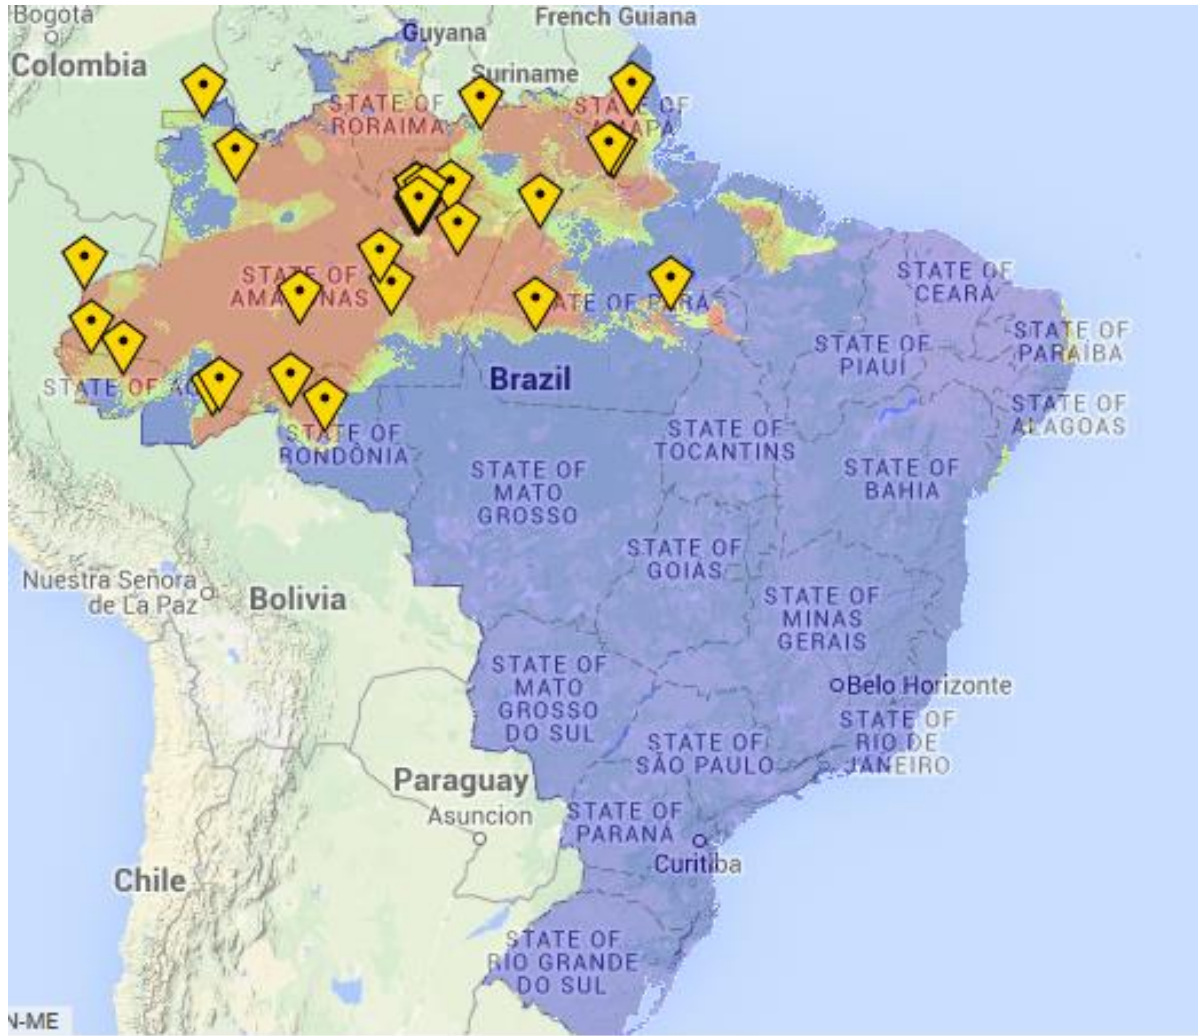 Bogotá
Colombia
French Guiana
Guyana
Suriname
STATE OF
RORAIMA
STATE OF
AMAPÁ
STATE OF
AMAZONAS
STATE OF PARÁ
STATE OF
CEARÁ
STATE OF
PARAÍBA
STATE OF
PIAUÍ
STATE OF AC
Brazil
STATE OF
ALAGOAS
STATE OF
RONDÔNIA
STATE OF
TOCANTINS
STATE OF
MATO
GROSSO
STATE OF
BAHIA
STATE OF
GOIÁS
Nuestra Señora
de La Paz
Bolivia
STATE OF
MINAS
GERAIS
STATE OF
MATO
GROSSO
DO SUL
Belo Horizonte
STATE OF
RIO DE
JANEIRO
STATE OF
SÃO PAULO
Paraguay
Asuncion
STATE OF
PARANÁ
Curitiba
Chile
STATE OF
RIO GRANDE
DO SUL
N-ME